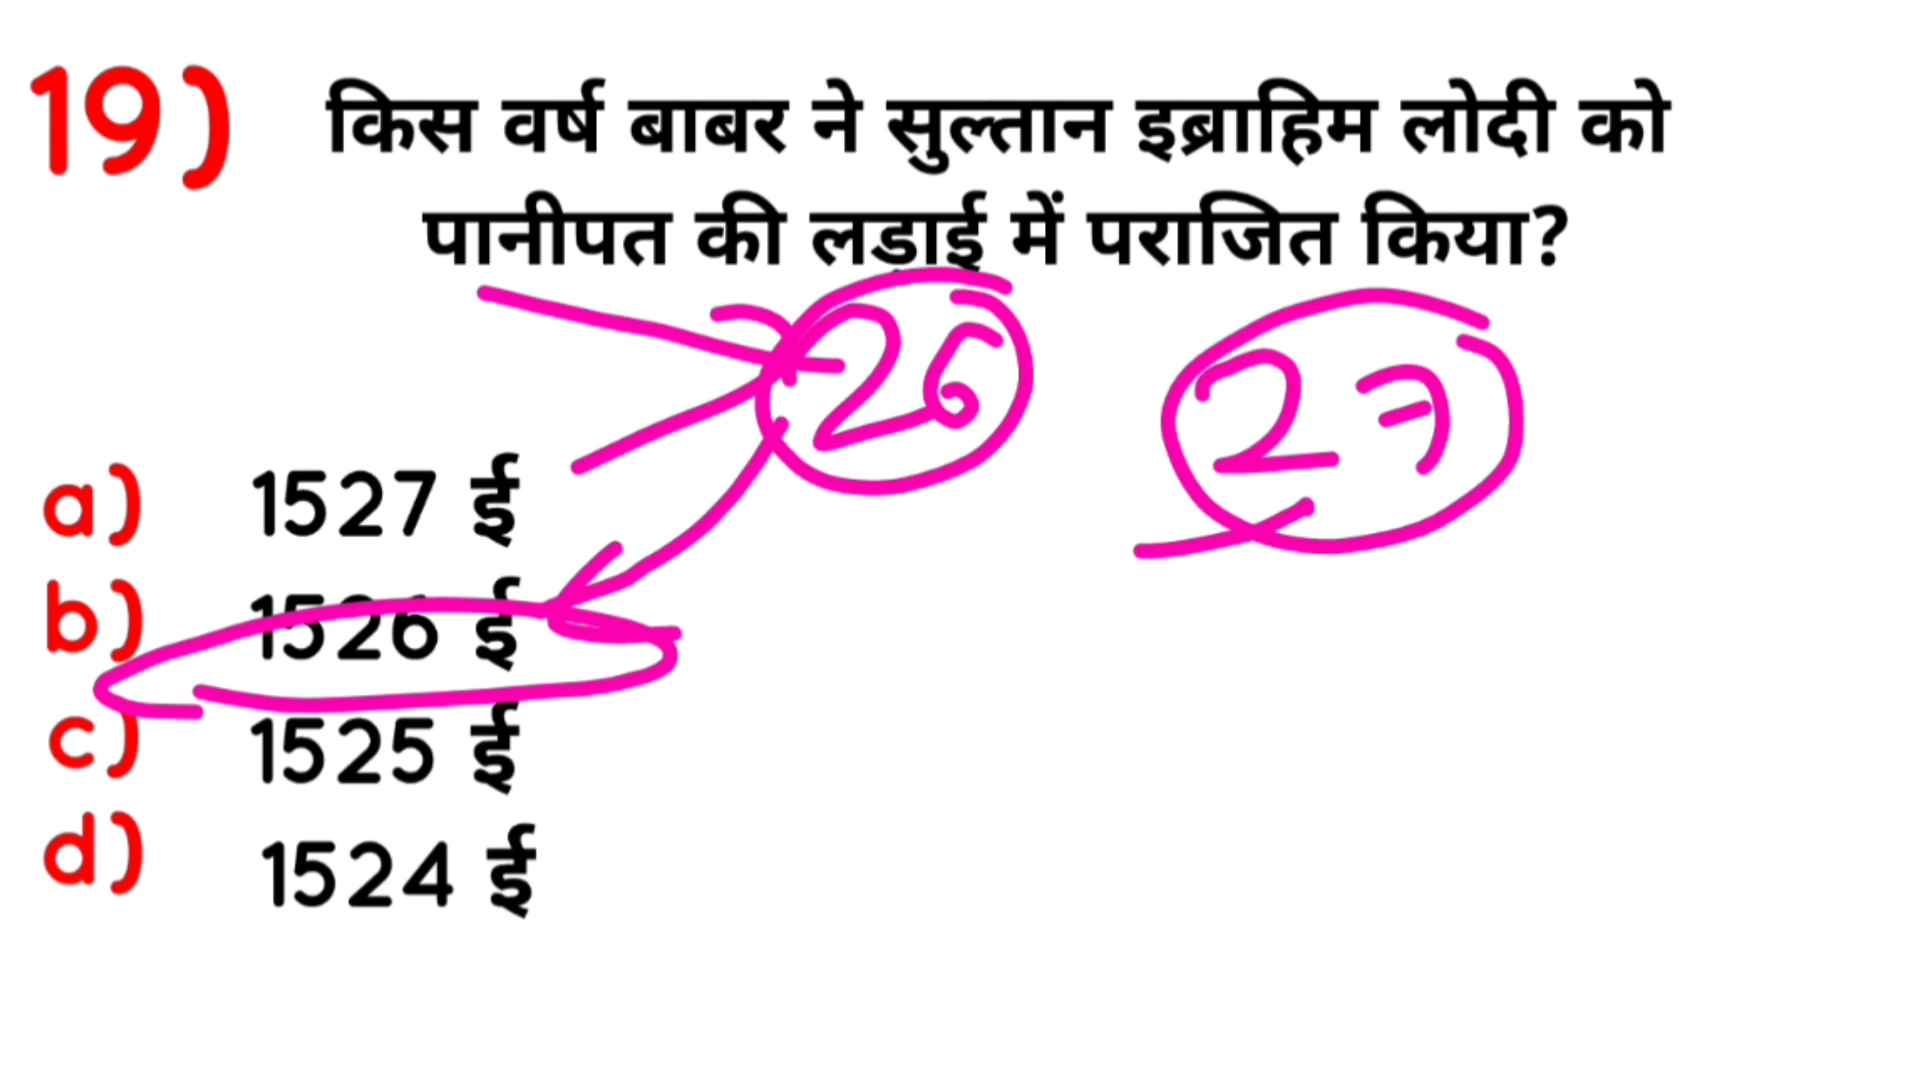 19) किस वर्ष बाबर ने सुल्तान इब्राहिम लोदी को
पानीपत की लड़ाई में पराजित किया?
26 27
a) 1527 ई
b) 1526 ई
c) 1525 ई
d) 1524 ई